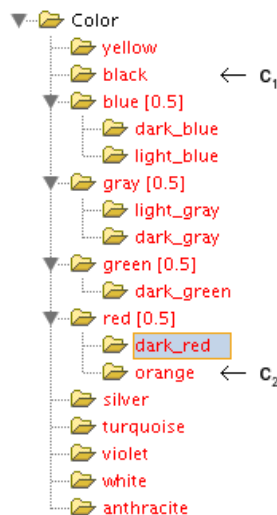 Color
yellow
black ← C1
blue [0.5]
dark_blue
light_blue
gray [0.5]
light_gray
dark_gray
green [0.5]
dark_green
red [0.5]
dark_red
orange ← C2
silver
turquoise
violet
white
anthracite